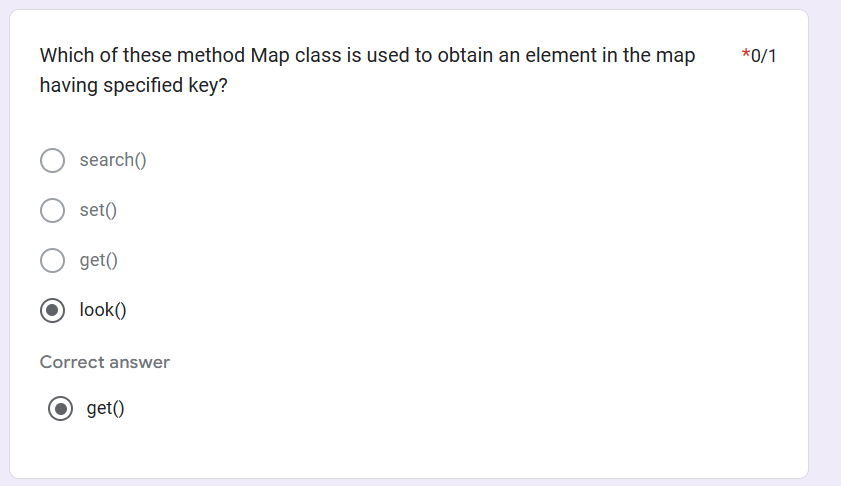 Which of these method Map class is used to obtain an element in the map *0/1
having specified key?
search()
set()
get()
look()
Correct answer
get()